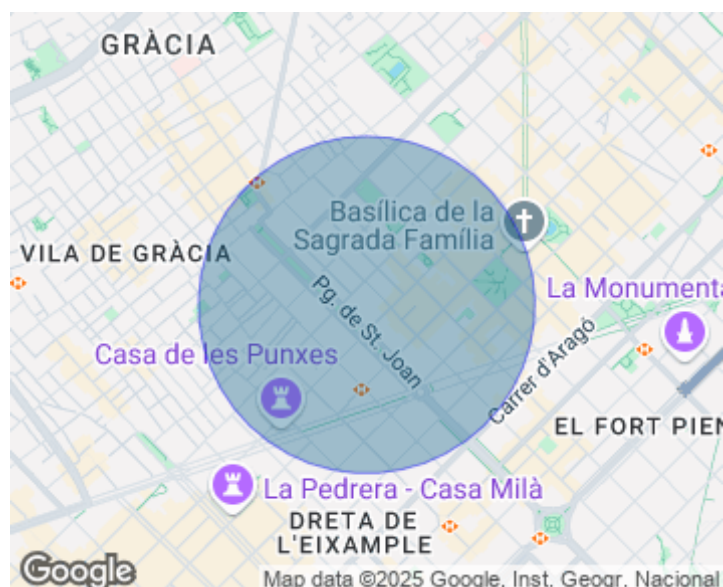 GRÀCIA
Basílica de la
Sagrada Família
VILA DE GRÀCIA
Pg. de St. Joan
La Monumenta
Casa de les Punxes
Carrer d'Aragó
EL FORT PIEN
La Pedrera - Casa Milà
DRETA DE
L'EIXAMPLE
Google
Map data ©2025 Google, Inst. Geogr. Nacional